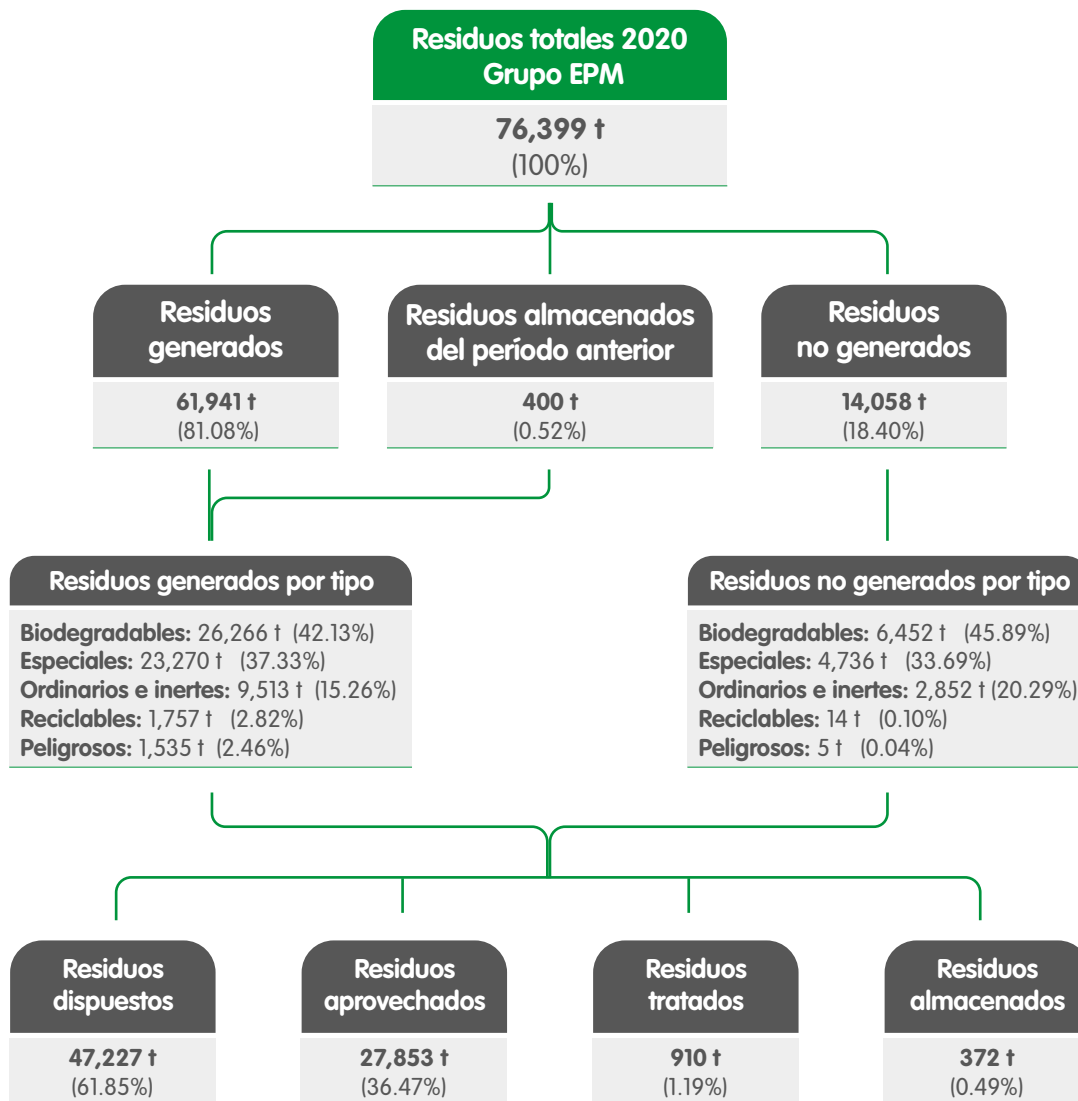 Residuos totales 2020
Grupo EPM
76,399 t
(100%)
Residuos
generados
61,941 t
(81.08%)
Residuos almacenados
del período anterior
400 t
(0.52%)
Residuos
no generados
14,058 t
(18.40%)
Residuos generados por tipo
Biodegradables: 26,266 t (42.13%)
Especiales: 23,270 t (37.33%)
Ordinarios e inertes: 9,513 t (15.26%)
Reciclables: 1,757 t (2.82%)
Peligrosos: 1,535 t (2.46%)
Residuos no generados por tipo
Biodegradables: 6,452 t (45.89%)
Especiales: 4,736 t (33.69%)
Ordinarios e inertes: 2,852 t (20.29%)
Reciclables: 14 t (0.10%)
Peligrosos: 5 t (0.04%)
Residuos
dispuestos
47,227 t
(61.85%)
Residuos
aprovechados
27,853 t
(36.47%)
Residuos
tratados
910 t
(1.19%)
Residuos
almacenados
372 t
(0.49%)